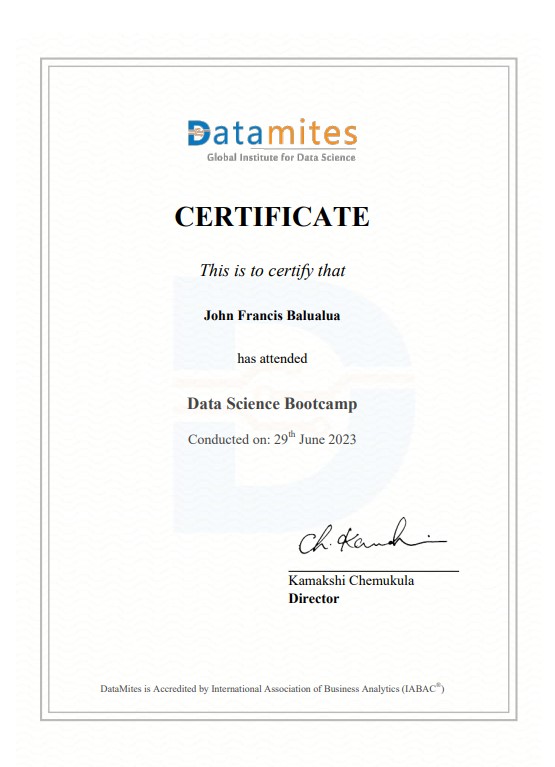 Datamites
Global Institute for Data Science
CERTIFICATE
This is to certify that
John Francis Balualua
has attended
Data Science Bootcamp
Conducted on: 29th June 2023
Ch. Kamakshi
Kamakshi Chemukula
Director
DataMites is Accredited by International Association of Business Analytics (IABAC®)